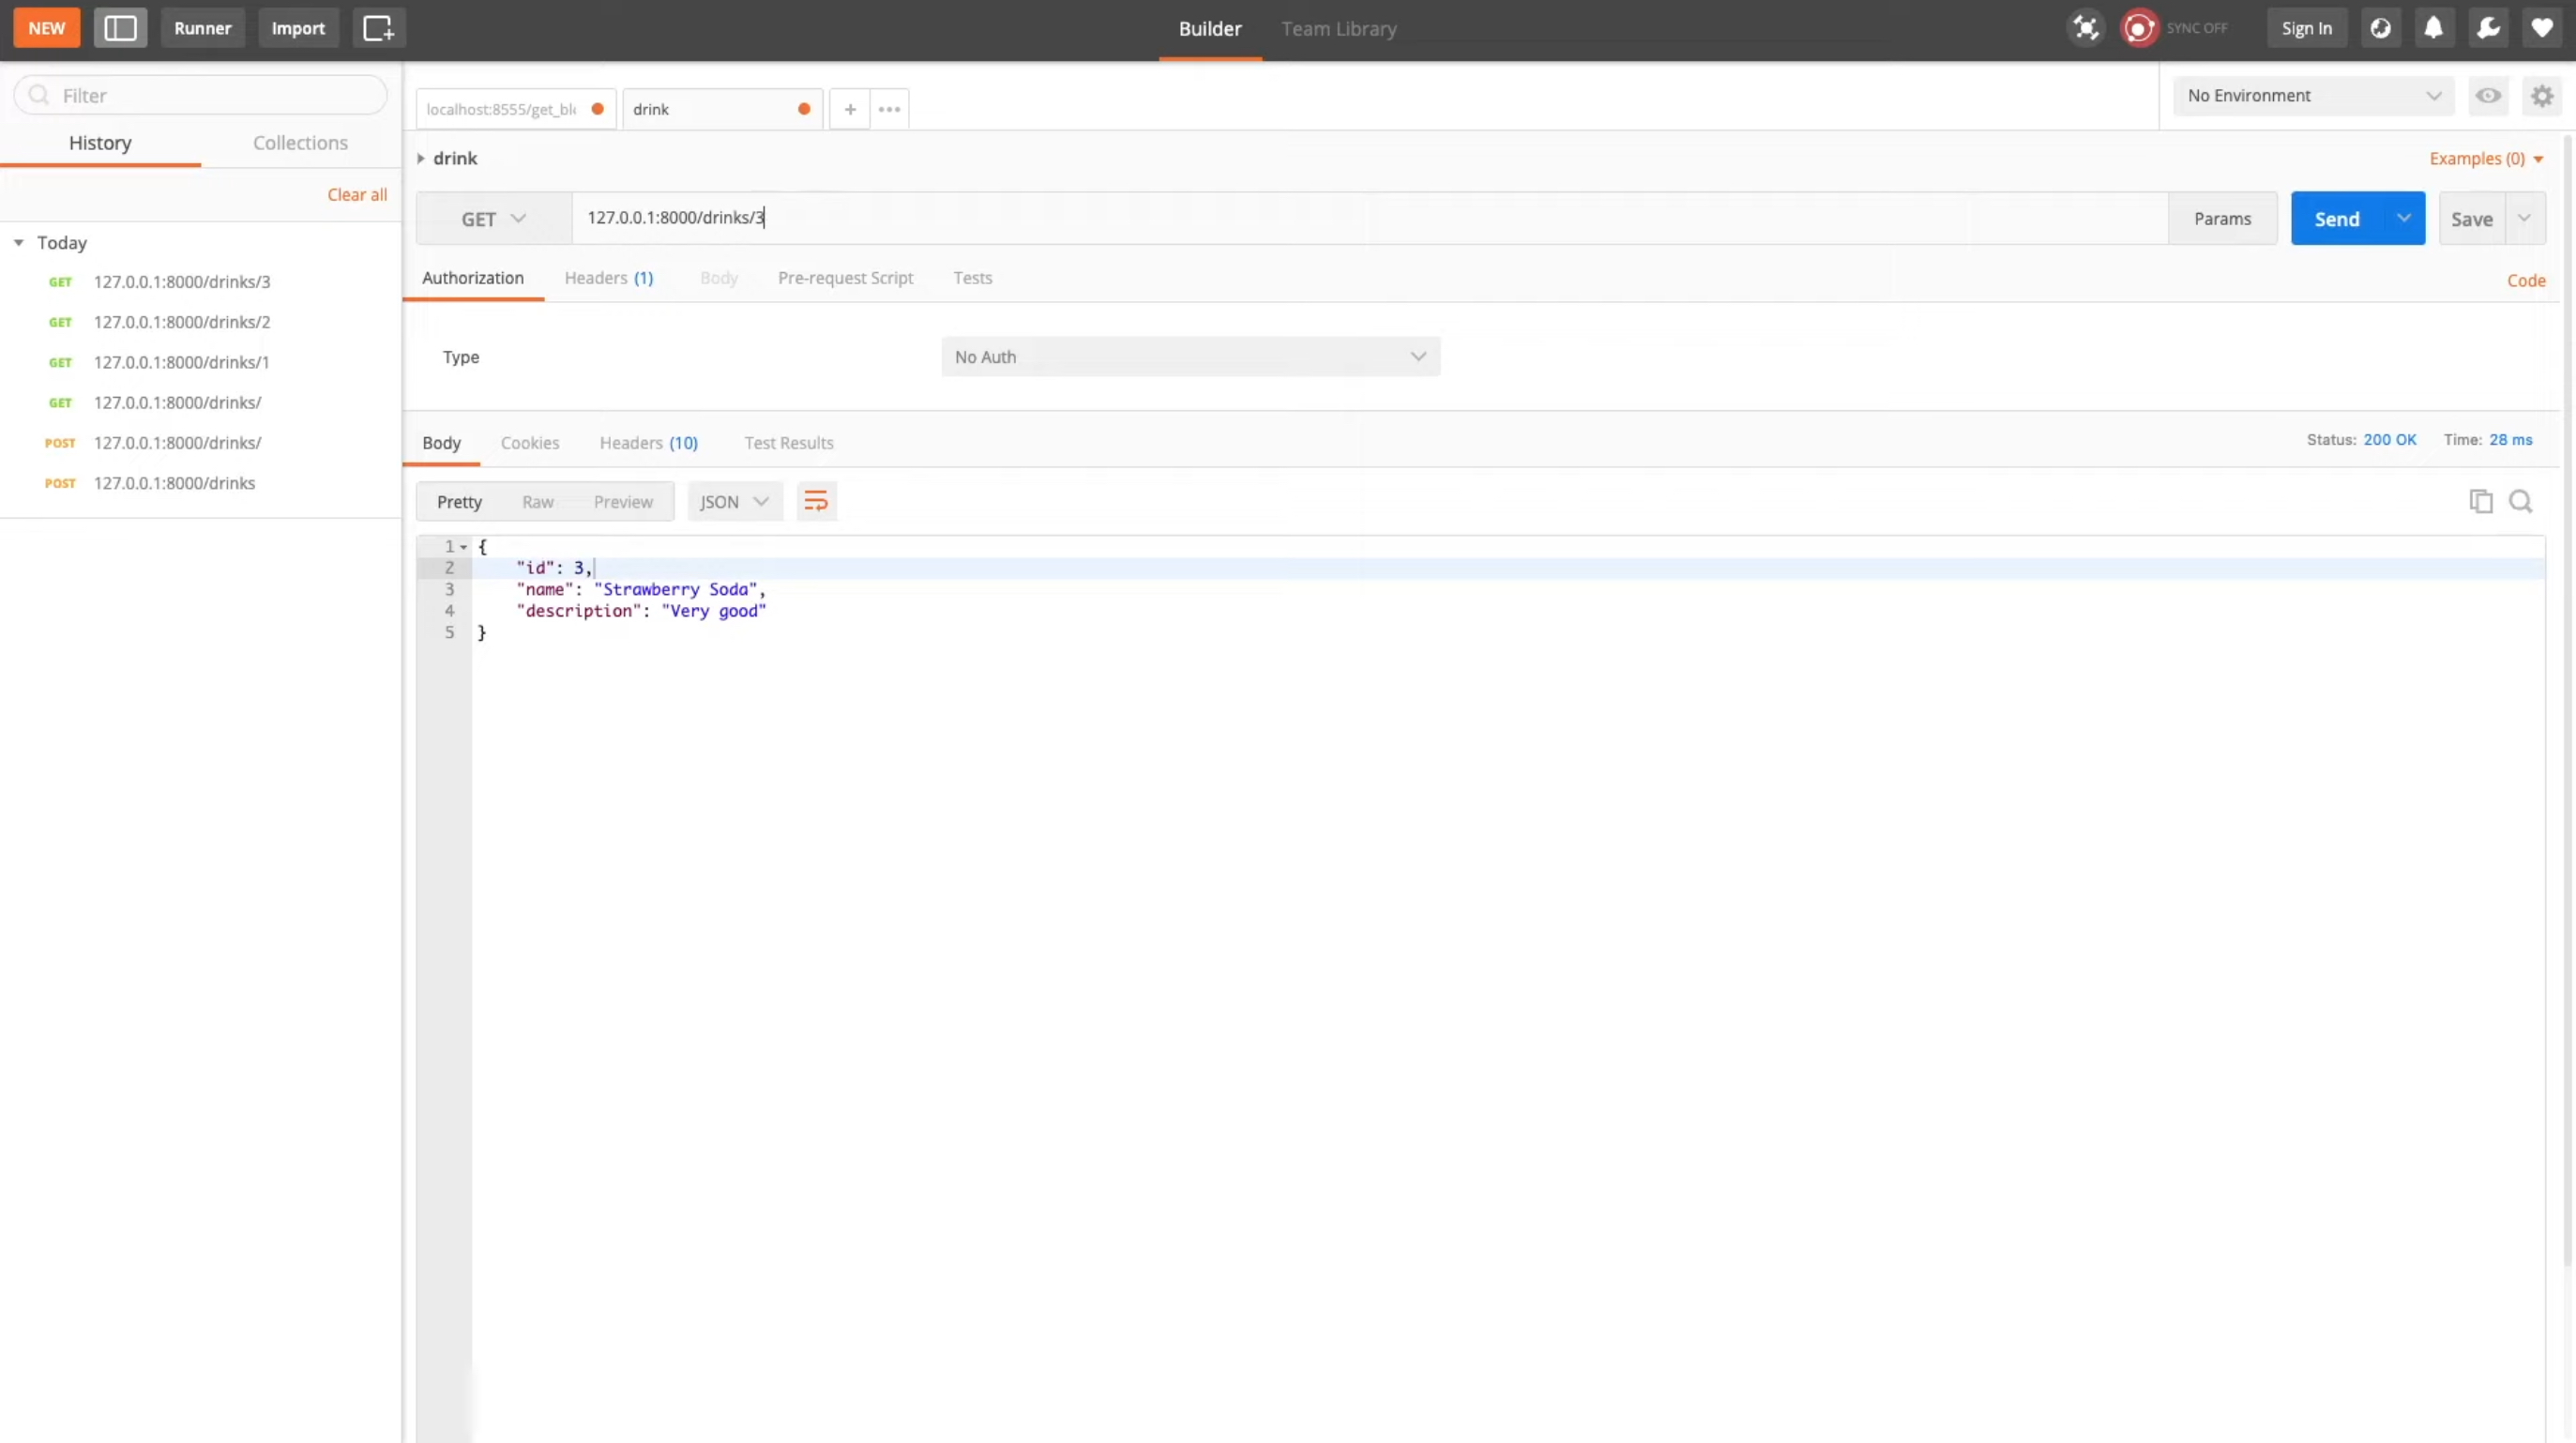 NEW Runner Import Builder Team Library SYNC OFF Sign In
Filter
No Environment
localhost:8555/get_bl drink + •••
History Collections
drink Examples (0)
Clear all
GET 127.0.0.1:8000/drinks/3 Params Send Save
Today
Authorization Headers (1) Body Pre-request Script Tests Code
GET 127.0.0.1:8000/drinks/3
GET 127.0.0.1:8000/drinks/2
GET 127.0.0.1:8000/drinks/1
GET 127.0.0.1:8000/drinks/
POST 127.0.0.1:8000/drinks/
POST 127.0.0.1:8000/drinks
Type No Auth
Body Cookies Headers (10) Test Results Status: 200 OK Time: 28 ms
Pretty Raw Preview JSON
1 {
2 "id": 3,
3 "name": "Strawberry Soda",
4 "description": "Very good"
5 }